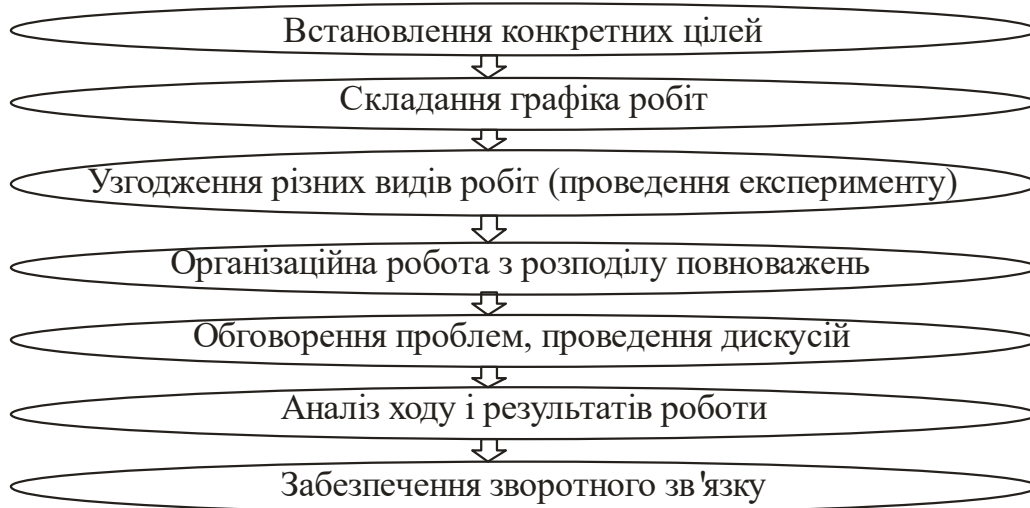 Встановлення конкретних цілей
Складання графіка робіт
Узгодження різних видів робіт (проведення експерименту)
Організаційна робота з розподілу повноважень
Обговорення проблем, проведення дискусій
Аналіз ходу і результатів роботи
Забезпечення зворотного зв'язку